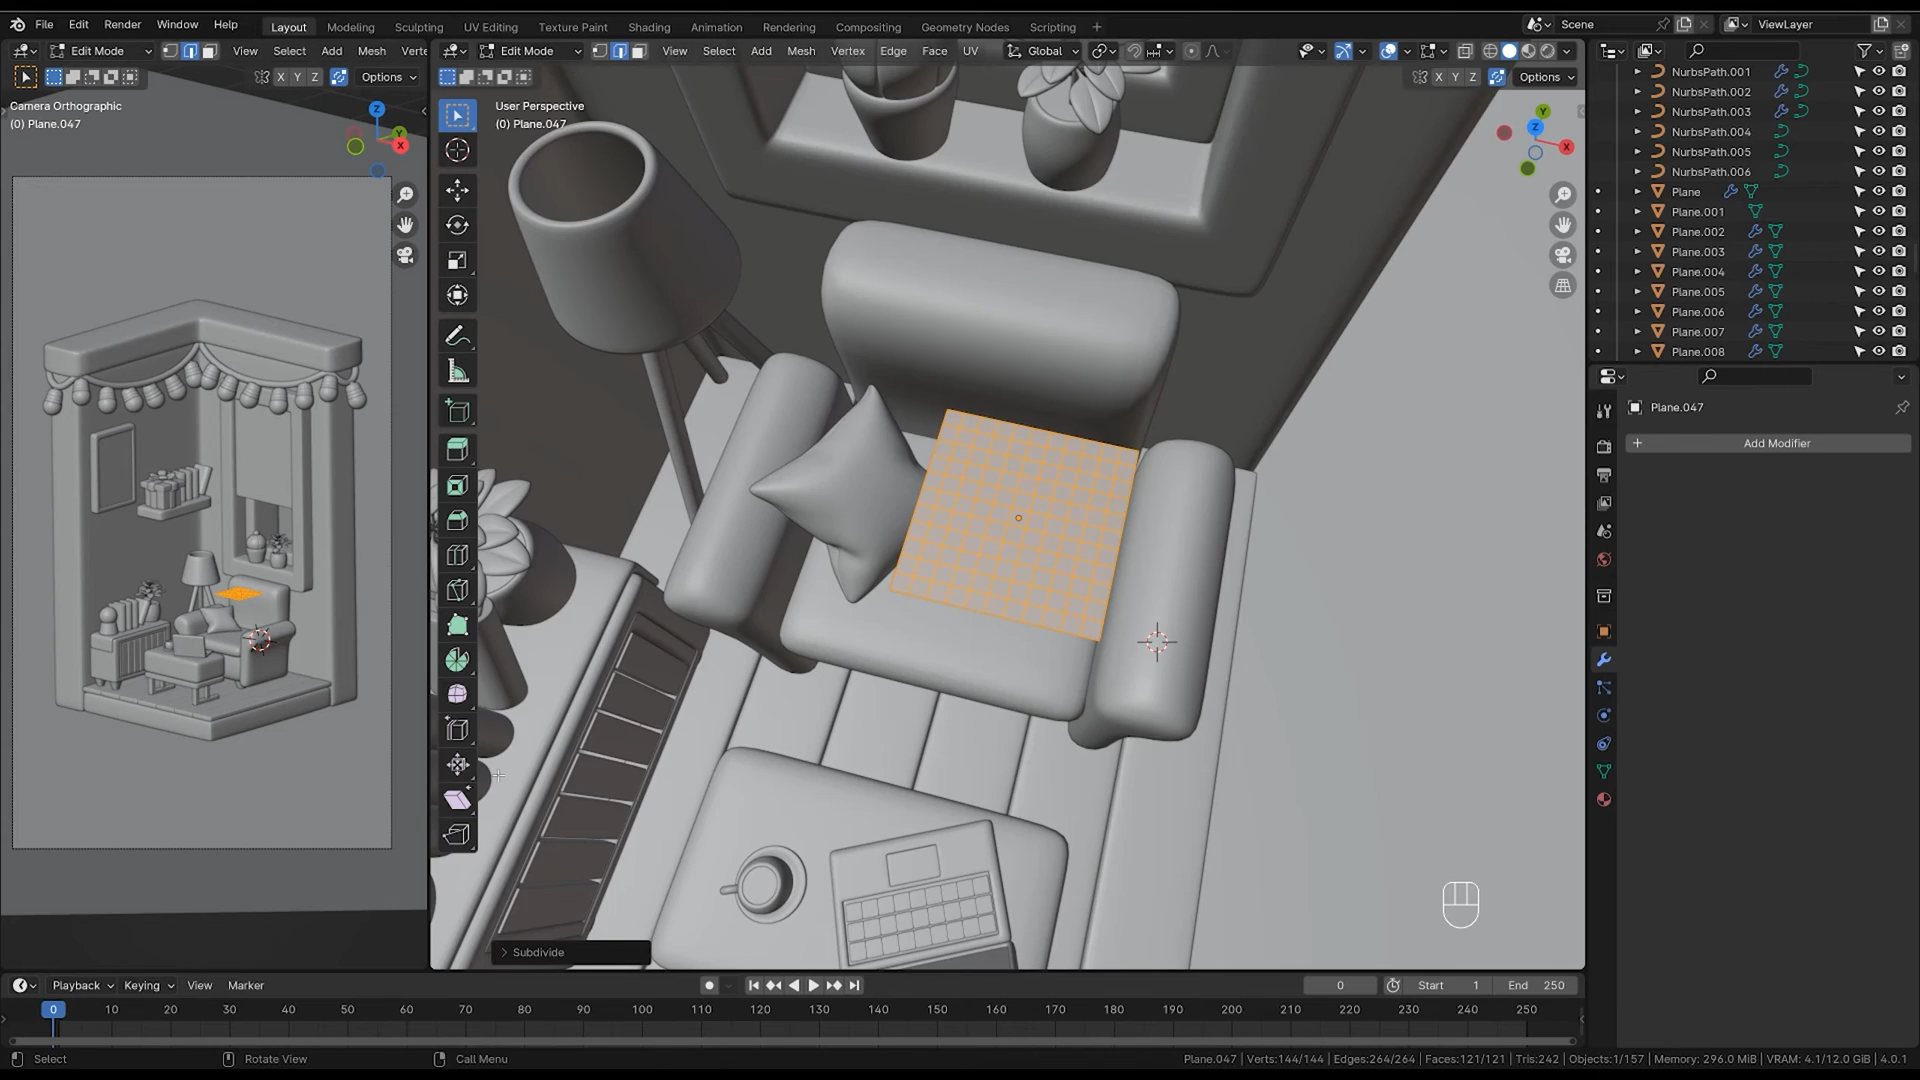 File Edit Render Window Help Layout Modeling Sculpting UV Editing Texture Paint Shading Animation Rendering Compositing Geometry Nodes Scripting + Scene ViewLayer
Edit Mode View Select Add Mesh Verte Edit Mode View Select Add Mesh Vertex Edge Face UV Global
X Y Z Options X Y Z Options
Camera Orthographic
(0) Plane.047
User Perspective
(0) Plane.047
Z
Y
X
Y
Z
X
NurbsPath.001
NurbsPath.002
NurbsPath.003
NurbsPath.004
NurbsPath.005
NurbsPath.006
Plane
Plane.001
Plane.002
Plane.003
Plane.004
Plane.005
Plane.006
Plane.007
Plane.008
Plane.047
+ Add Modifier
> Subdivide
Playback Keying View Marker 0 Start 1 End 250
0 10 20 30 40 50 60 70 80 90 100 110 120 130 140 150 160 170 180 190 200 210 220 230 240 250
Select Rotate View Call Menu Plane.047 | Verts:144/144 | Edges:264/264 | Faces:121/121 | Tris:242 | Objects:1/157 | Memory: 296.0 MiB | VRAM: 4.1/12.0 GiB | 4.0.1